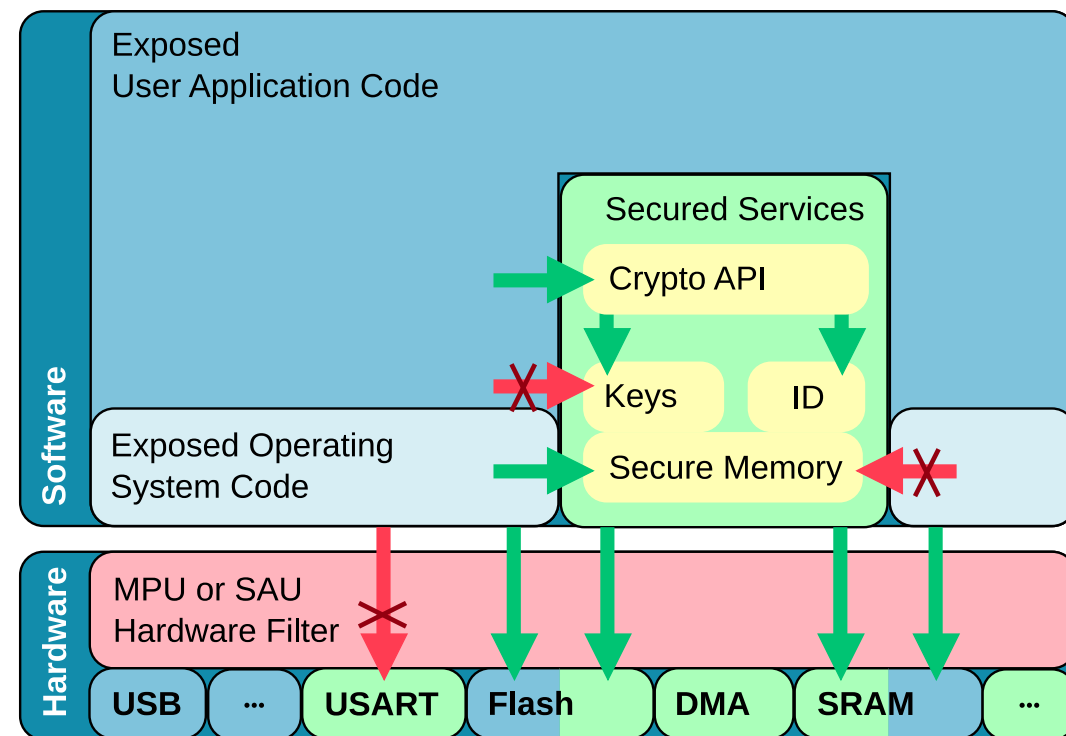 Exposed
User Application Code
Secured Services
Crypto API
Keys
ID
Secure Memory
Exposed Operating
System Code
Software
MPU or SAU
Hardware Filter
Hardware
USB
...
USART
Flash
DMA
SRAM
...